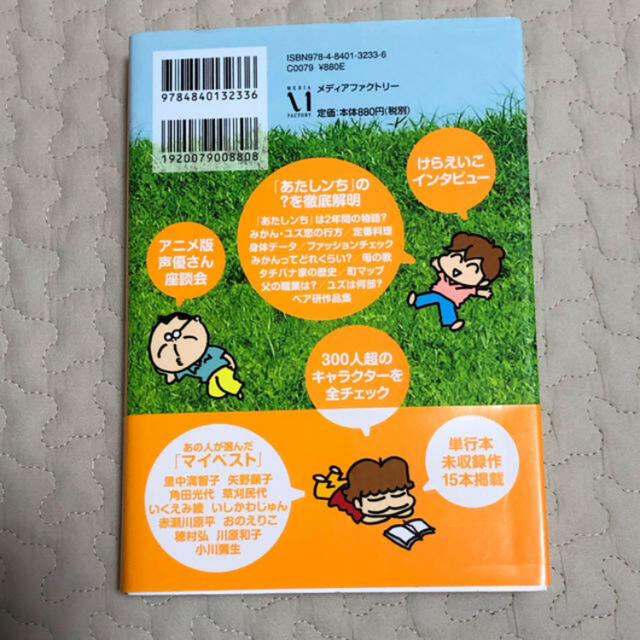 9784840132336
1920079008808
ISBN978-4-8401-3233-6
C0079 ¥880E
MEDIA
FACTORY
メディアファクトリー
定価:本体880円(税別)
けらえいこ
インタビュー
『あたしンち』の
?を徹底解明
『あたしンち』は2年間の物語?
みかん・ユズ恋の行方/定番料理
身体データ/ファッションチェック
みかんってどれくらい?/母の歌
タチバナ家の歴史/町マップ
父の職業は?/ユズは何部?
ベア研作品集
アニメ版
声優さん
座談会
300人超の
キャラクターを
全チェック
あの人が選んだ
「マイベスト」
里中満智子 矢野顕子
角田光代 草刈民代
いくえみ綾 いしかわじゅん
赤瀬川原平 おのえりこ
穂村弘 川原和子
小川彌生
単行本
未収録作
15本掲載